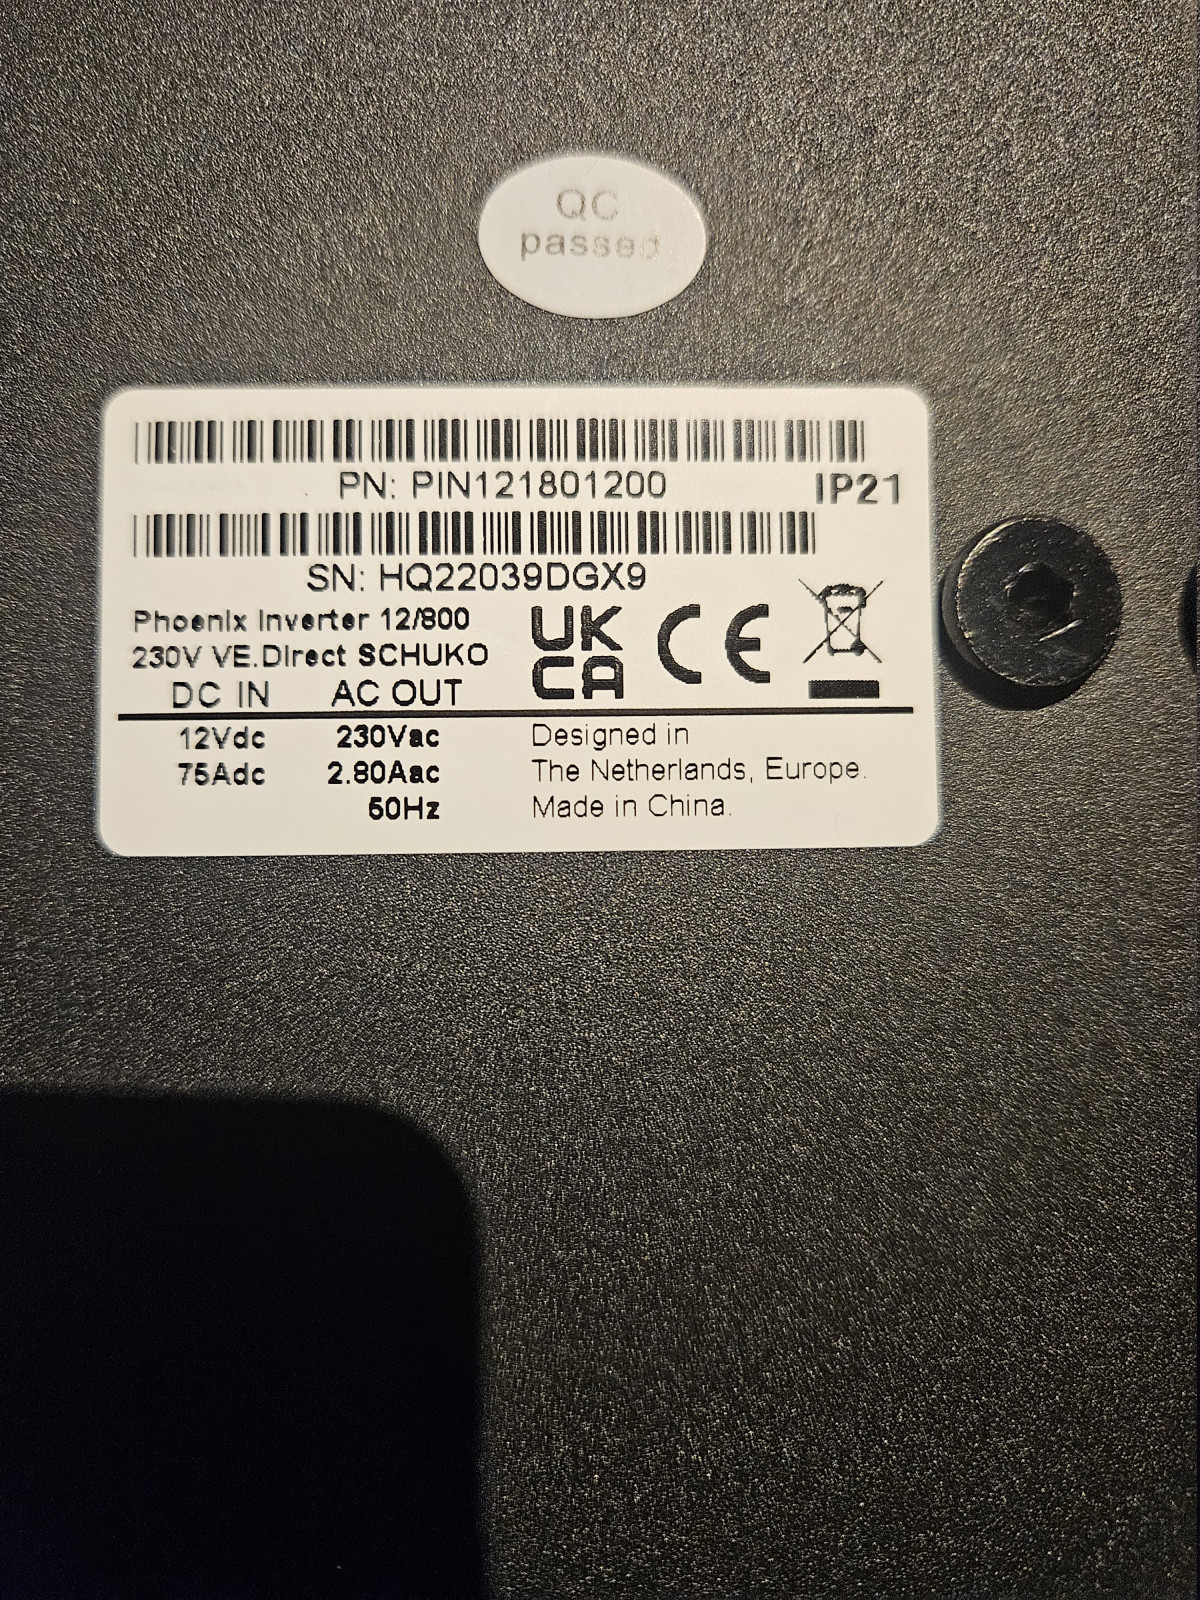 QC
passed
PN: PIN121801200
IP21
SN: HQ22039DGX9
Phoenix Inverter 12/800
230V VE.Direct SCHUKO
UK
CA
CE
DC IN AC OUT
12Vdc 230Vac
75Adc 2.80Aac
50Hz
Designed in
The Netherlands, Europe.
Made in China.